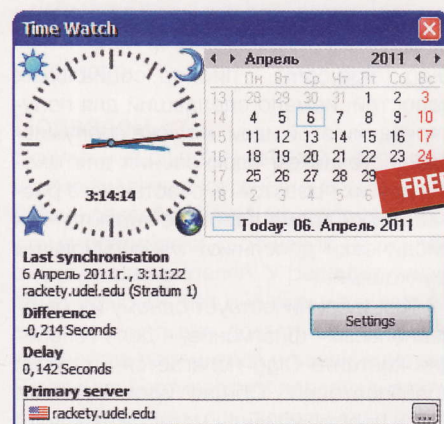 Time Watch
Апрель 2011
Пн Вт Ср Чт Пт Сб Вс
13 28 29 30 31 1 2 3
14 4 5 6 7 8 9 10
15 11 12 13 14 15 16 17
16 18 19 20 21 22 23 24
17 25 26 27 28 29
18 2 3 4 5 6
FREE
3:14:14
Today: 06. Апрель 2011
Last synchronisation
6 Апрель 2011 г., 3:11:22
rackety.udel.edu (Stratum 1)
Difference
-0,214 Seconds
Settings
Delay
0,142 Seconds
Primary server
rackety.udel.edu
...